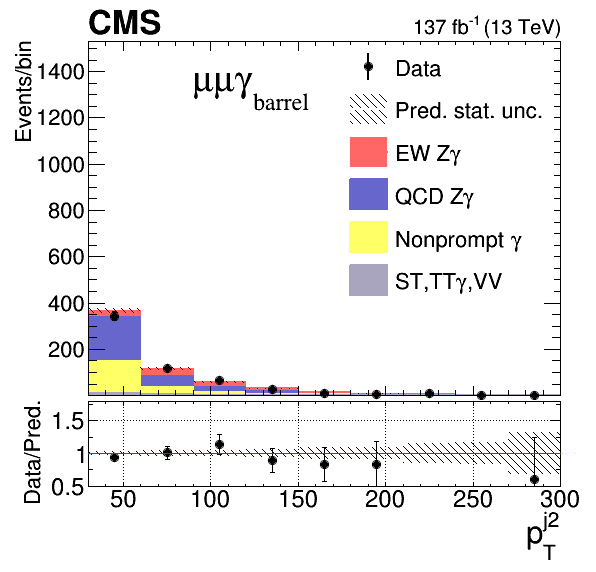 CMS
137 fb⁻¹ (13 TeV)
Events/bin
1400
1200
1000
800
600
400
200
μμγ barrel
Data
Pred. stat. unc.
EW Zγ
QCD Zγ
Nonprompt γ
ST,TTγ,VV
Data/Pred.
1.5
1
0.5
50 100 150 200 250 300
p_T^j2